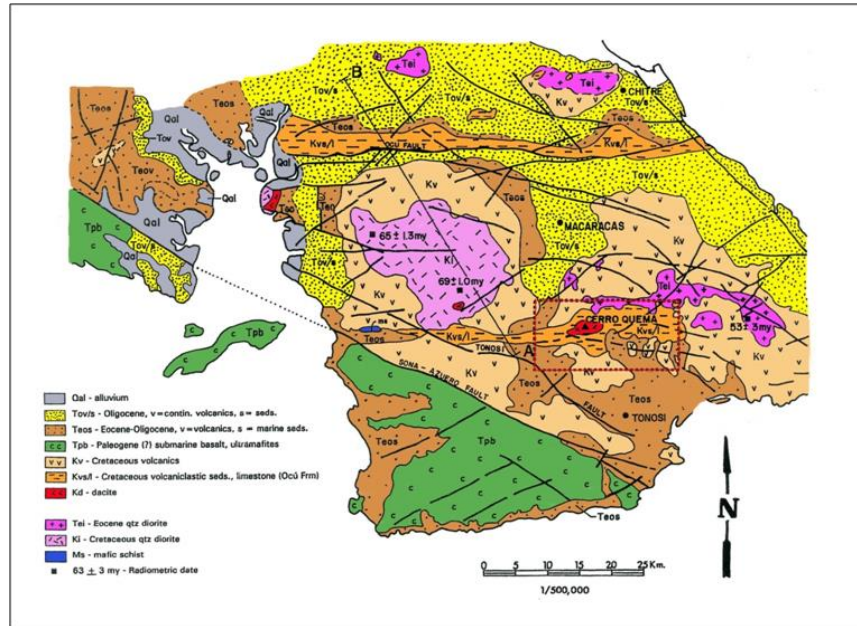 B
Tei
Tei
CHITRE
Tov/s
Kv
Tov/s
Teos
Teos
Qal
Qal
Tov/s
Tov
Teos
Teos
Kvs/l
OCÚ FAULT
Kvs/l
Teov
Qal
Kv
Tov/s
Qal
Qal
65 ± 1.3my
MACARACAS
Tpb
Tov/s
Qal
Tov/s
Ki
Tov/s
Kv
Tei
69 ± 1.0my
Kv
CERRO QUEMA
Tpb
ms
Teos
Kvs/l
TONOSI
A
Kvs/l
53 ± 3my
Kv
Kv
SONA - AZUERO FAULT
Kv
Teos
FAULT
Teos
TONOSI
Teos
Tpb
Teos
Qal - alluvium
Tov/s - Oligocene, v = contin. volcanics, s = seds.
Teos - Eocene-Oligocene, v = volcanics, s = marine seds.
Tpb - Paleogene (?) submarine basalt, ultramafites
Kv - Cretaceous volcanics
Kvs/l - Cretaceous volcaniclastic seds., limestone (Ocú Frm)
Kd - dacite
Tei - Eocene qtz diorite
Ki - Cretaceous qtz diorite
Ms - mafic schist
63 ± 3 my - Radiometric date
N
0 5 10 15 20 25 Km.
1/500,000